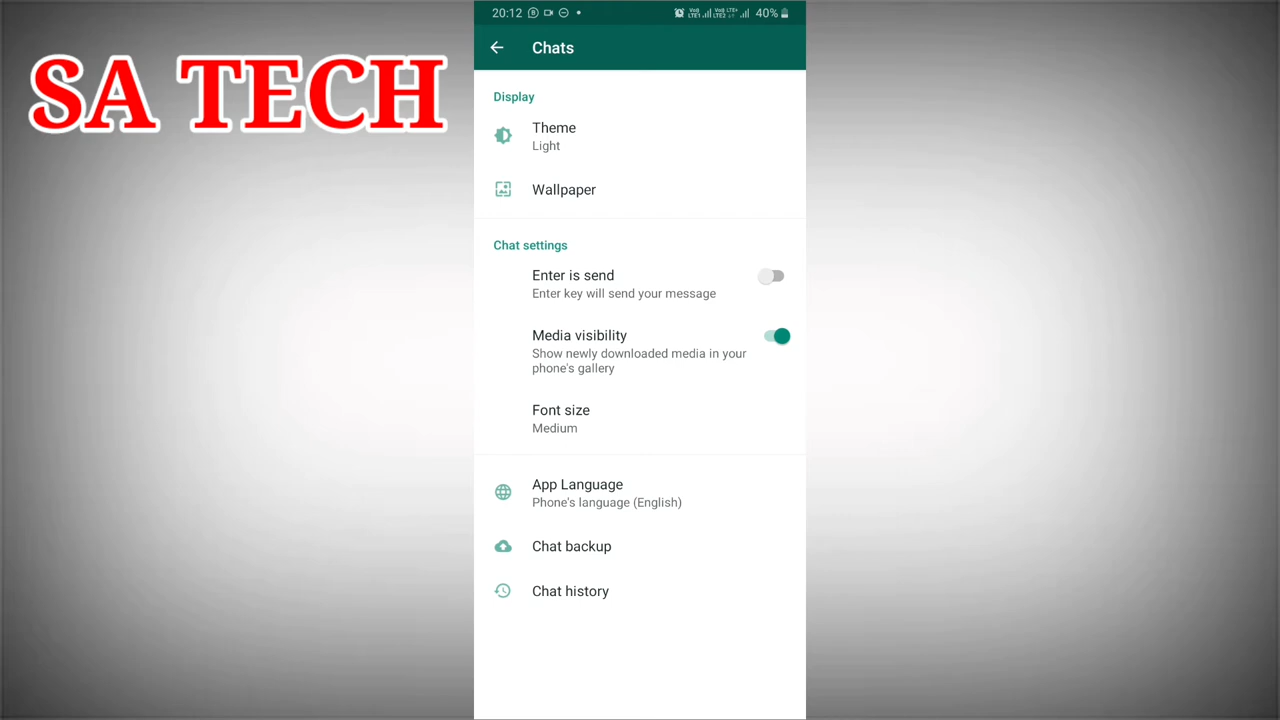 SA TECH
20:12
40%
Chats
Display
Theme
Light
Wallpaper
Chat settings
Enter is send
Enter key will send your message
Media visibility
Show newly downloaded media in your
phone's gallery
Font size
Medium
App Language
Phone's language (English)
Chat backup
Chat history